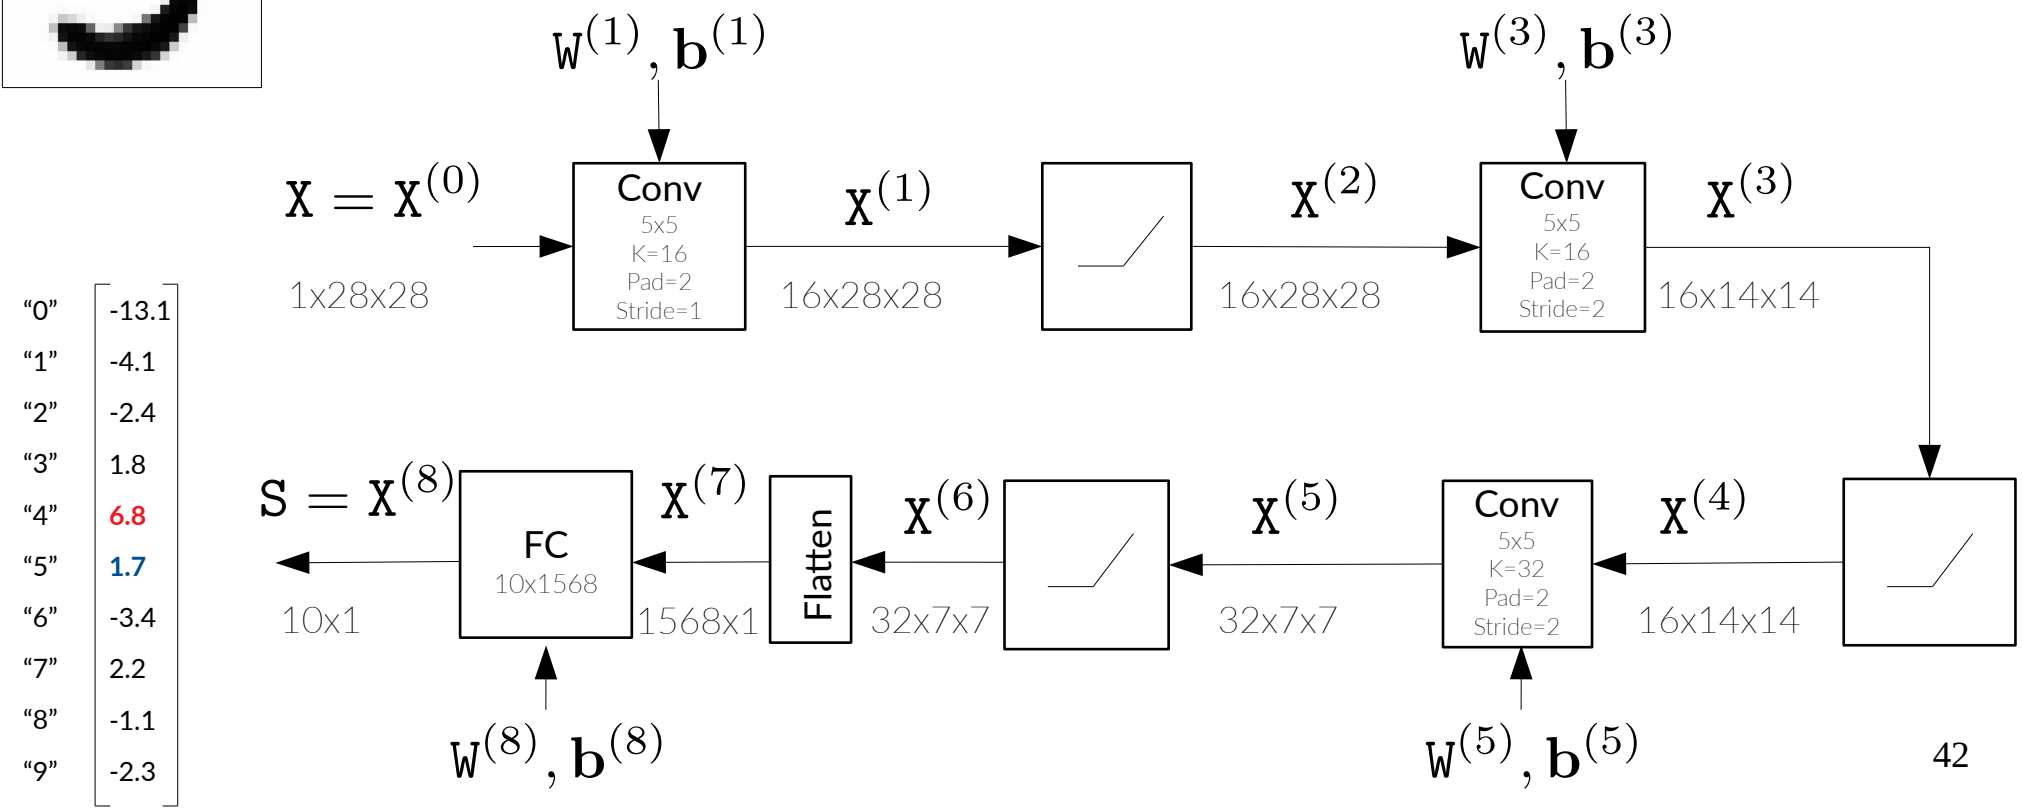 W^(1), b^(1)
W^(3), b^(3)
X = X^(0)
1x28x28
Conv
5x5
K=16
Pad=2
Stride=1
X^(1)
16x28x28
X^(2)
16x28x28
Conv
5x5
K=16
Pad=2
Stride=2
X^(3)
16x14x14
“0” -13.1
“1” -4.1
“2” -2.4
“3” 1.8
“4” 6.8
“5” 1.7
“6” -3.4
“7” 2.2
“8” -1.1
“9” -2.3
S = X^(8)
10x1
FC
10x1568
X^(7)
1568x1
Flatten
X^(6)
32x7x7
X^(5)
32x7x7
Conv
5x5
K=32
Pad=2
Stride=2
X^(4)
16x14x14
W^(8), b^(8)
W^(5), b^(5)
42